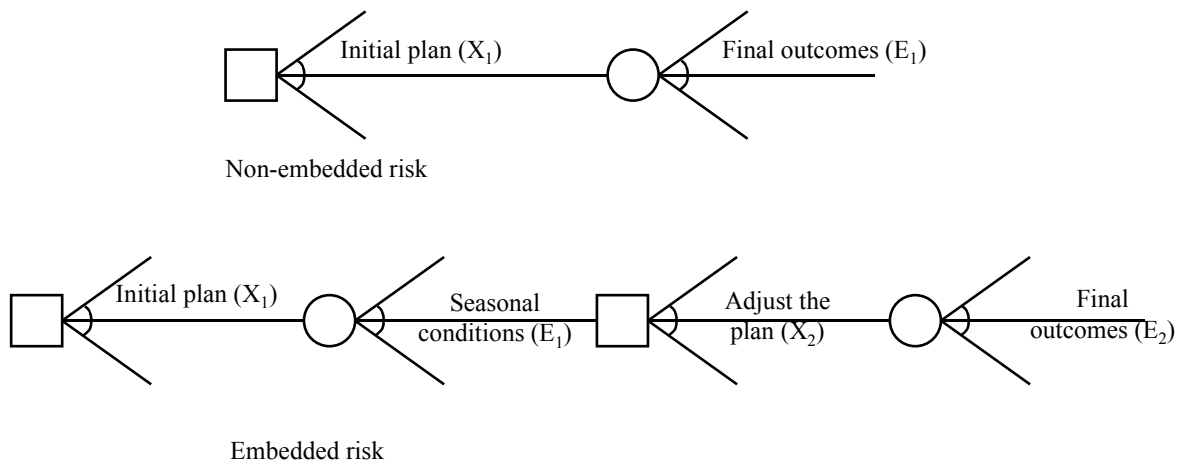 Initial plan (X₁)
Final outcomes (E₁)
Non-embedded risk
Initial plan (X₁)
Seasonal
conditions (E₁)
Adjust the
plan (X₂)
Final
outcomes (E₂)
Embedded risk